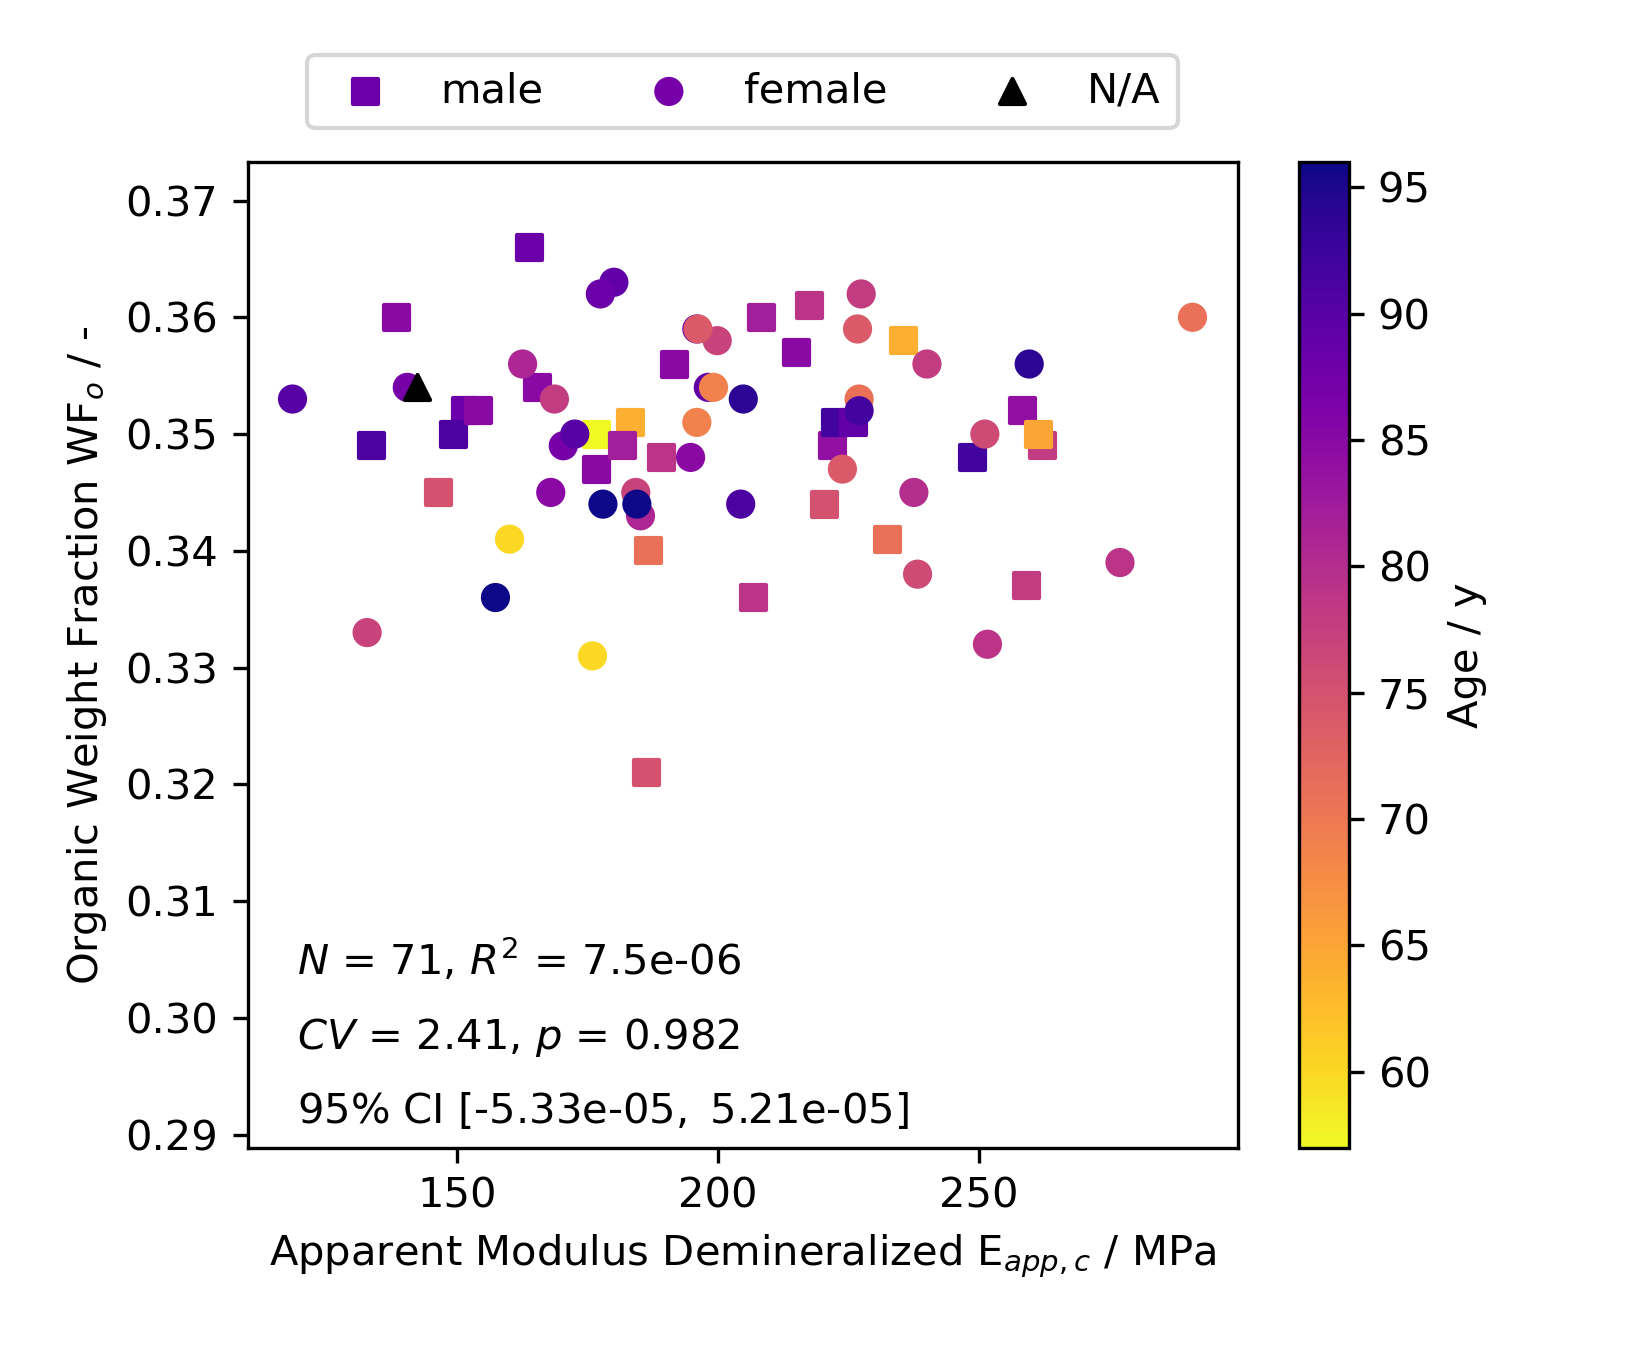 male female N/A
0.37
0.36
0.35
0.34
0.33
0.32
0.31
0.30
0.29
Organic Weight Fraction WFₒ / -
N = 71, R² = 7.5e-06
CV = 2.41, p = 0.982
95% CI [-5.33e-05, 5.21e-05]
150 200 250
Apparent Modulus Demineralized E_app,c / MPa
95
90
85
80
75
70
65
60
Age / y